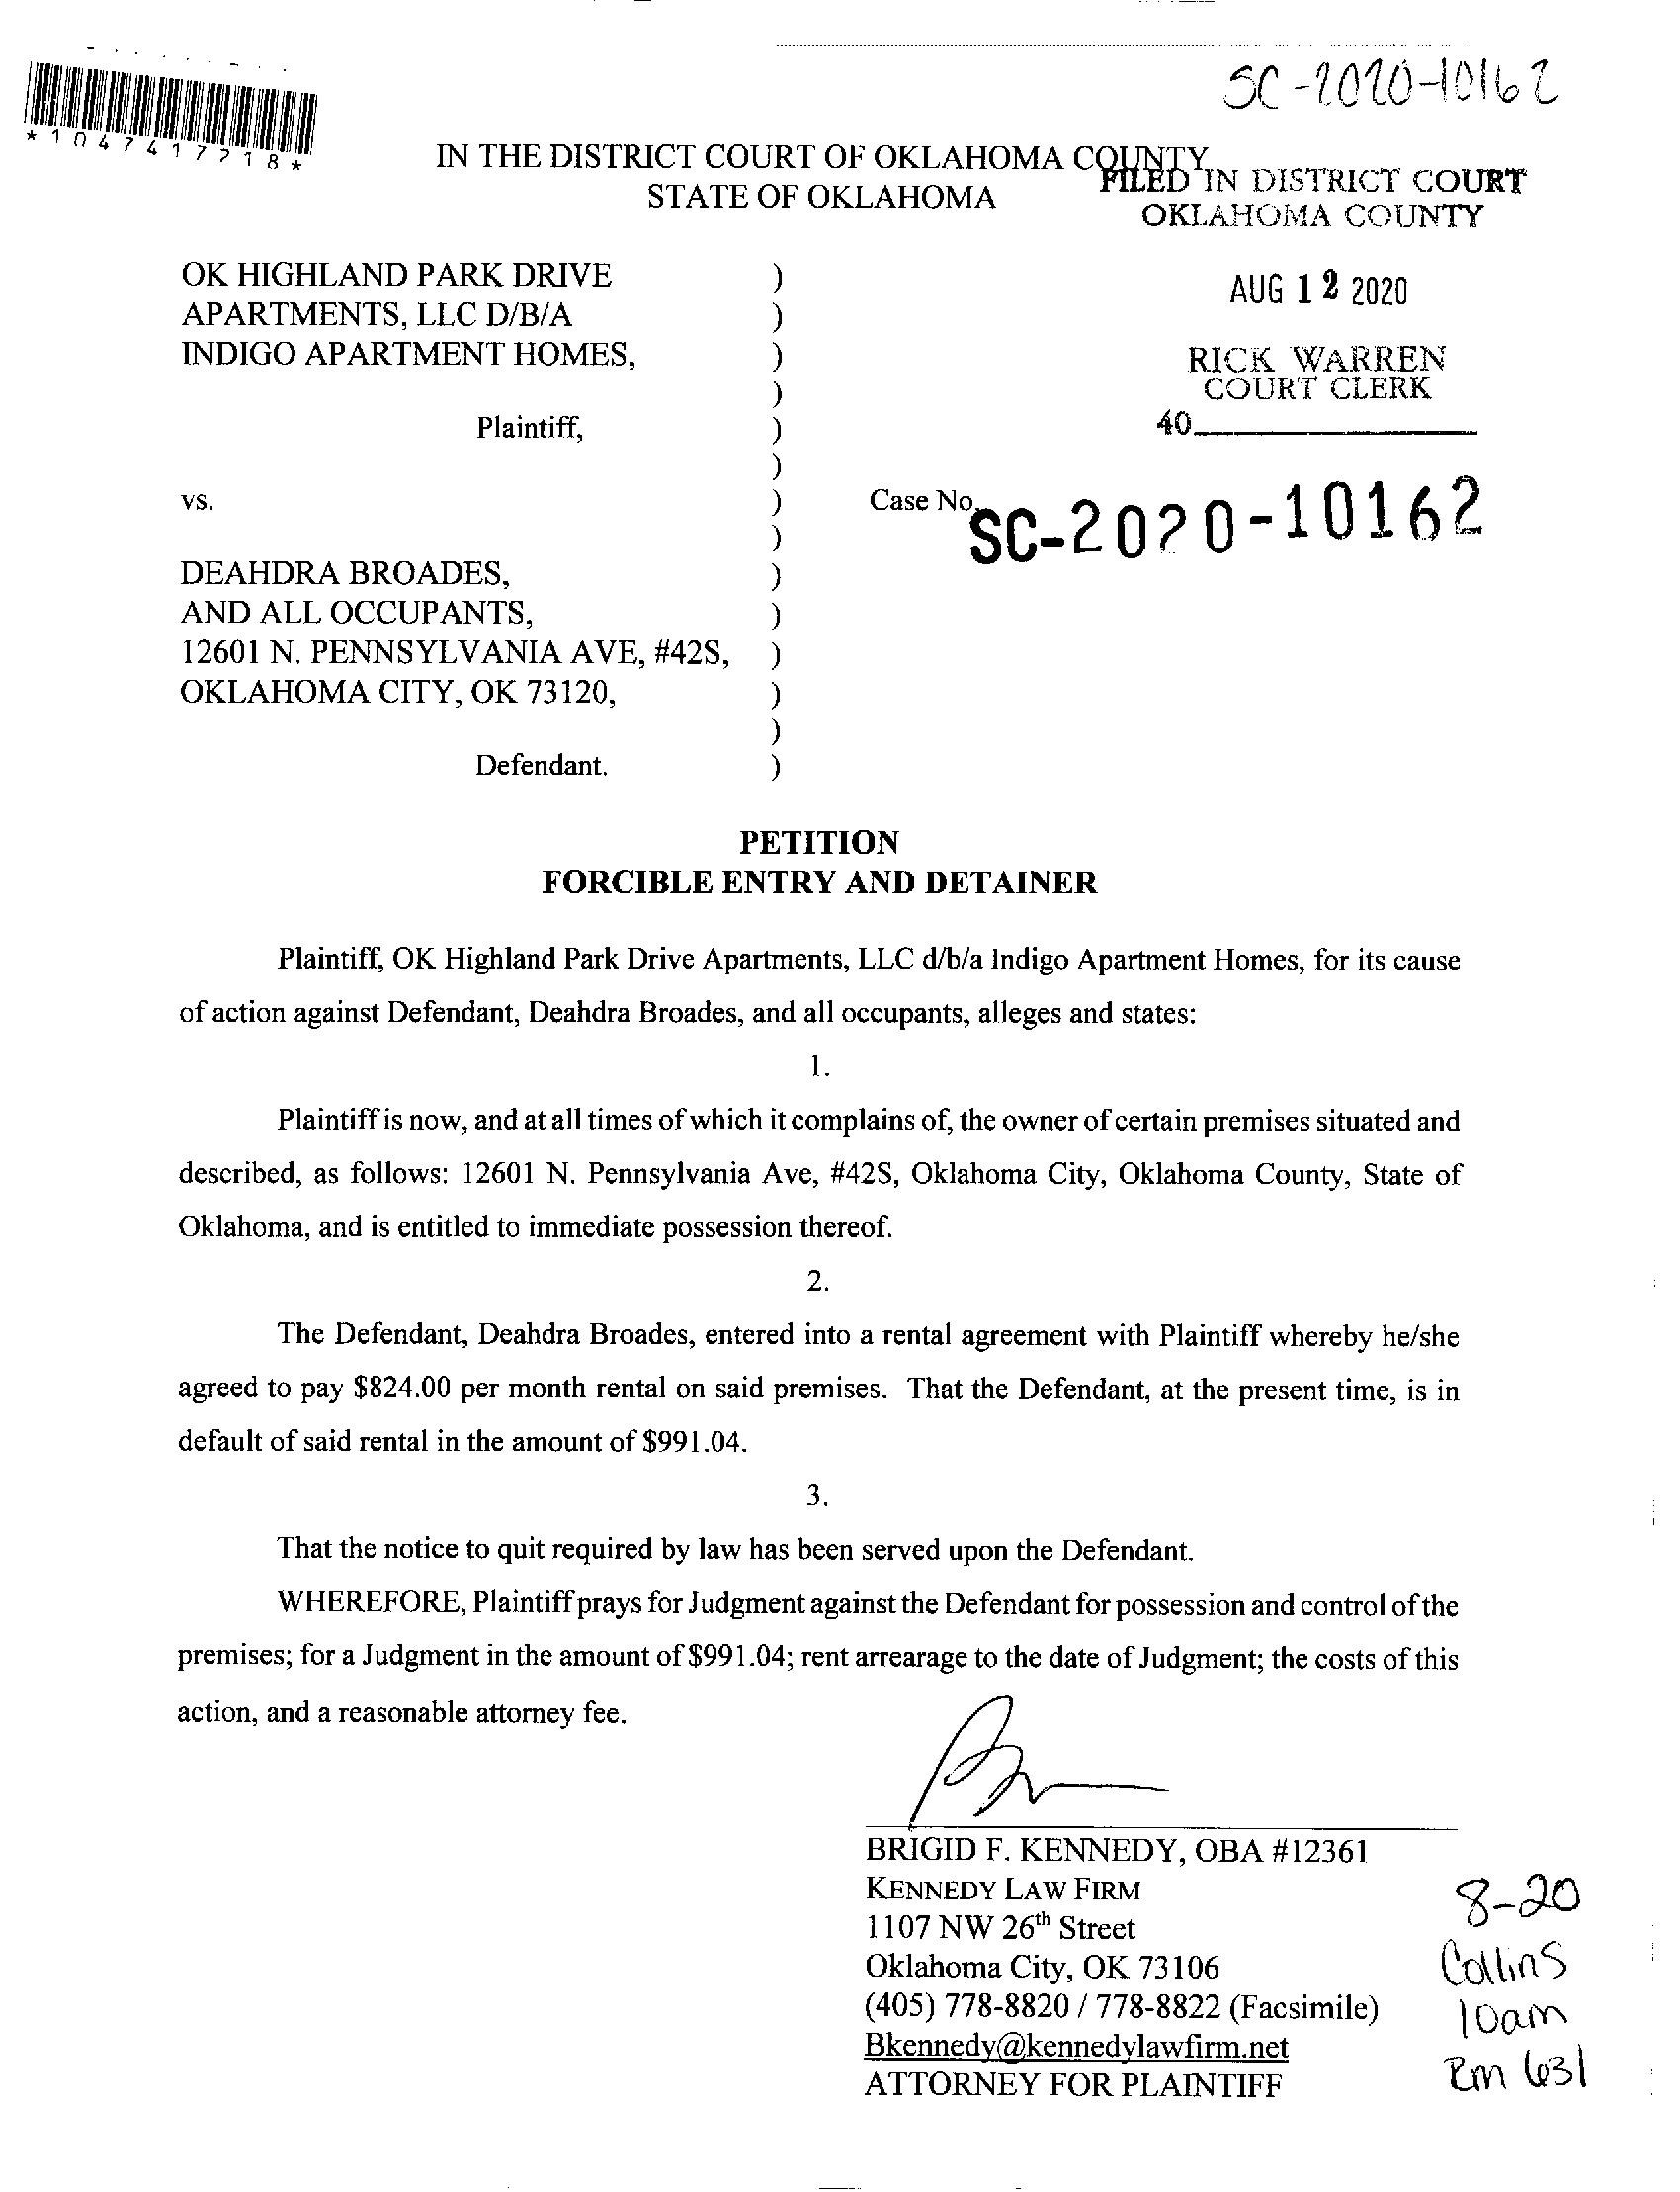 SC-2020-10162
*1047417718*
IN THE DISTRICT COURT OF OKLAHOMA COUNTY
STATE OF OKLAHOMA
FILED IN DISTRICT COURT
OKLAHOMA COUNTY
AUG 12 2020
RICK WARREN
COURT CLERK
40
OK HIGHLAND PARK DRIVE )
APARTMENTS, LLC D/B/A )
INDIGO APARTMENT HOMES, )
)
Plaintiff, )
)
vs. ) Case No. SC-2020-10162
)
DEAHDRA BROADES, )
AND ALL OCCUPANTS, )
12601 N. PENNSYLVANIA AVE, #42S, )
OKLAHOMA CITY, OK 73120, )
)
Defendant. )
PETITION
FORCIBLE ENTRY AND DETAINER
Plaintiff, OK Highland Park Drive Apartments, LLC d/b/a Indigo Apartment Homes, for its cause
of action against Defendant, Deahdra Broades, and all occupants, alleges and states:
1.
Plaintiff is now, and at all times of which it complains of, the owner of certain premises situated and
described, as follows: 12601 N. Pennsylvania Ave, #42S, Oklahoma City, Oklahoma County, State of
Oklahoma, and is entitled to immediate possession thereof.
2.
The Defendant, Deahdra Broades, entered into a rental agreement with Plaintiff whereby he/she
agreed to pay $824.00 per month rental on said premises. That the Defendant, at the present time, is in
default of said rental in the amount of $991.04.
3.
That the notice to quit required by law has been served upon the Defendant.
WHEREFORE, Plaintiff prays for Judgment against the Defendant for possession and control of the
premises; for a Judgment in the amount of $991.04; rent arrearage to the date of Judgment; the costs of this
action, and a reasonable attorney fee.
BRIGID F. KENNEDY, OBA #12361
KENNEDY LAW FIRM
1107 NW 26th Street
Oklahoma City, OK 73106
(405) 778-8820 / 778-8822 (Facsimile)
Bkennedy@kennedylawfirm.net
ATTORNEY FOR PLAINTIFF
8-20
Collins
10am
Rm 631